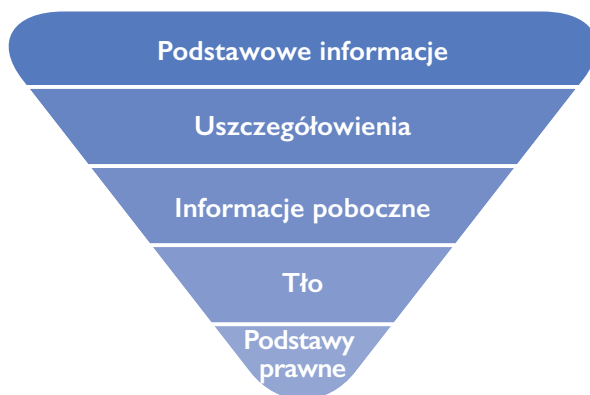 Podstawowe informacje
Uszczegółowienia
Informacje poboczne
Tło
Podstawy
prawne